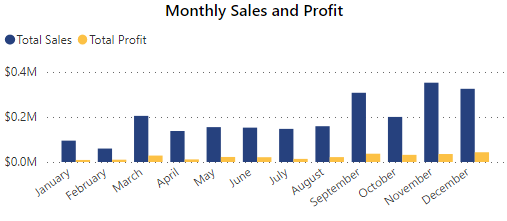 Monthly Sales and Profit
Total Sales Total Profit
$0.4M
$0.2M
$0.0M
January
February
March
April
May
June
July
August
September
October
November
December